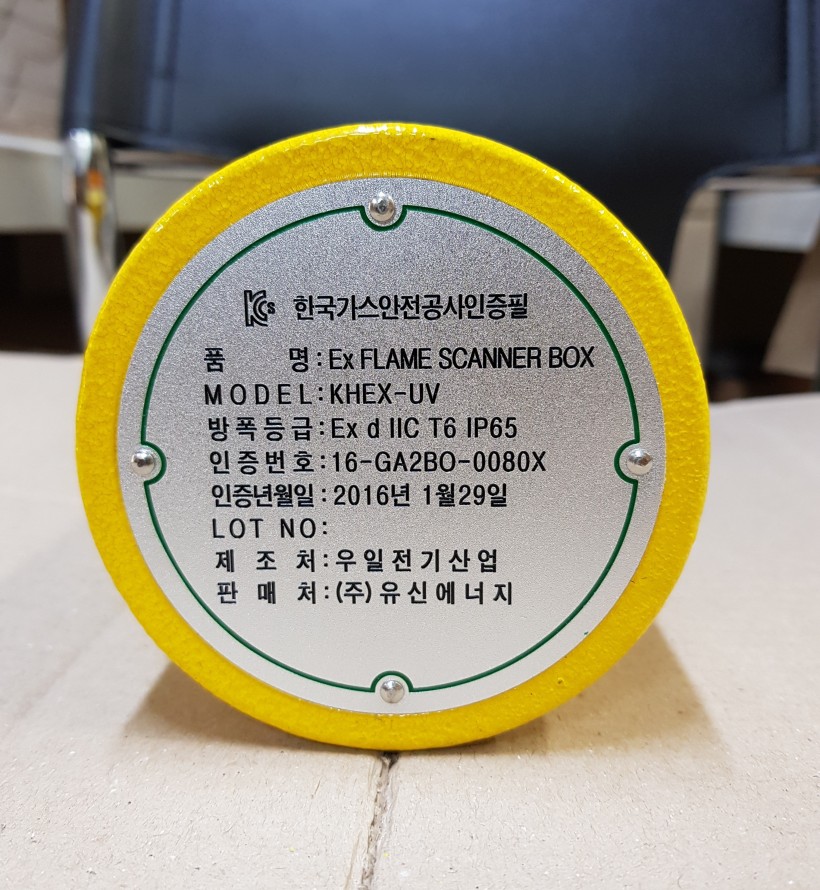 KCs 한국가스안전공사인증필
품 명 : Ex FLAME SCANNER BOX
MODEL : KHEX-UV
방폭등급 : Ex d IIC T6 IP65
인증번호 : 16-GA2BO-0080X
인증년월일 : 2016년 1월29일
LOT NO :
제 조 처 : 우일전기산업
판 매 처 : (주)유신에너지